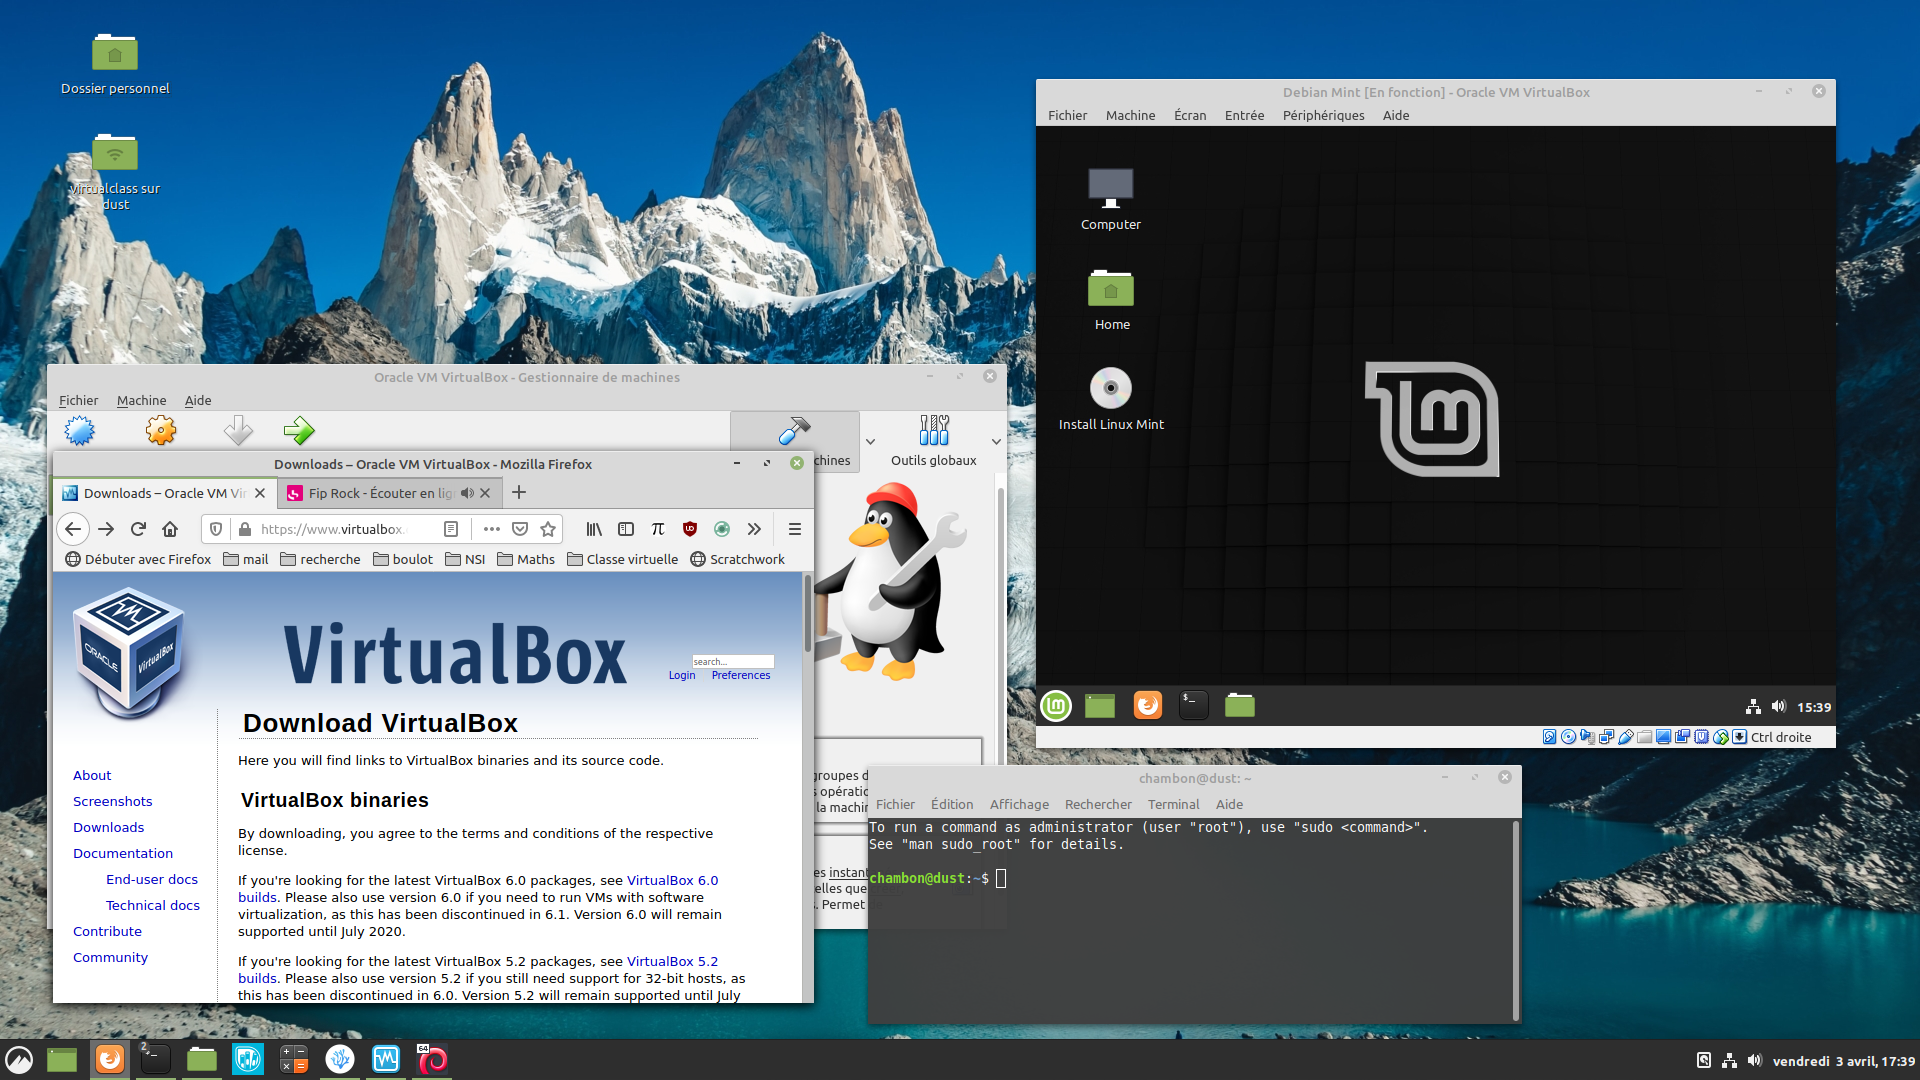 Dossier personnel
virtualclass sur
dust
Debian Mint [En fonction] - Oracle VM VirtualBox
Fichier Machine Écran Entrée Périphériques Aide
Computer
Home
Install Linux Mint
15:39
Ctrl droite
Oracle VM VirtualBox - Gestionnaire de machines
Fichier Machine Aide
chines
Outils globaux
groupes d
s opératic
la machin
es instant
elles que
s. Permet
Downloads – Oracle VM VirtualBox - Mozilla Firefox
Downloads – Oracle VM Vir
Fip Rock - Écouter en lig
https://www.virtualbox.
Débuter avec Firefox mail recherche boulot NSI Maths Classe virtuelle Scratchwork
ORACLE
VirtualBox
VirtualBox
search...
Login Preferences
About
Screenshots
Downloads
Documentation
End-user docs
Technical docs
Contribute
Community
Download VirtualBox
Here you will find links to VirtualBox binaries and its source code.
VirtualBox binaries
By downloading, you agree to the terms and conditions of the respective
license.
If you're looking for the latest VirtualBox 6.0 packages, see VirtualBox 6.0
builds. Please also use version 6.0 if you need to run VMs with software
virtualization, as this has been discontinued in 6.1. Version 6.0 will remain
supported until July 2020.
If you're looking for the latest VirtualBox 5.2 packages, see VirtualBox 5.2
builds. Please also use version 5.2 if you still need support for 32-bit hosts, as
this has been discontinued in 6.0. Version 5.2 will remain supported until July
chambon@dust: ~
Fichier Édition Affichage Rechercher Terminal Aide
To run a command as administrator (user "root"), use "sudo <command>".
See "man sudo_root" for details.
chambon@dust:~$
2
64
vendredi 3 avril, 17:39